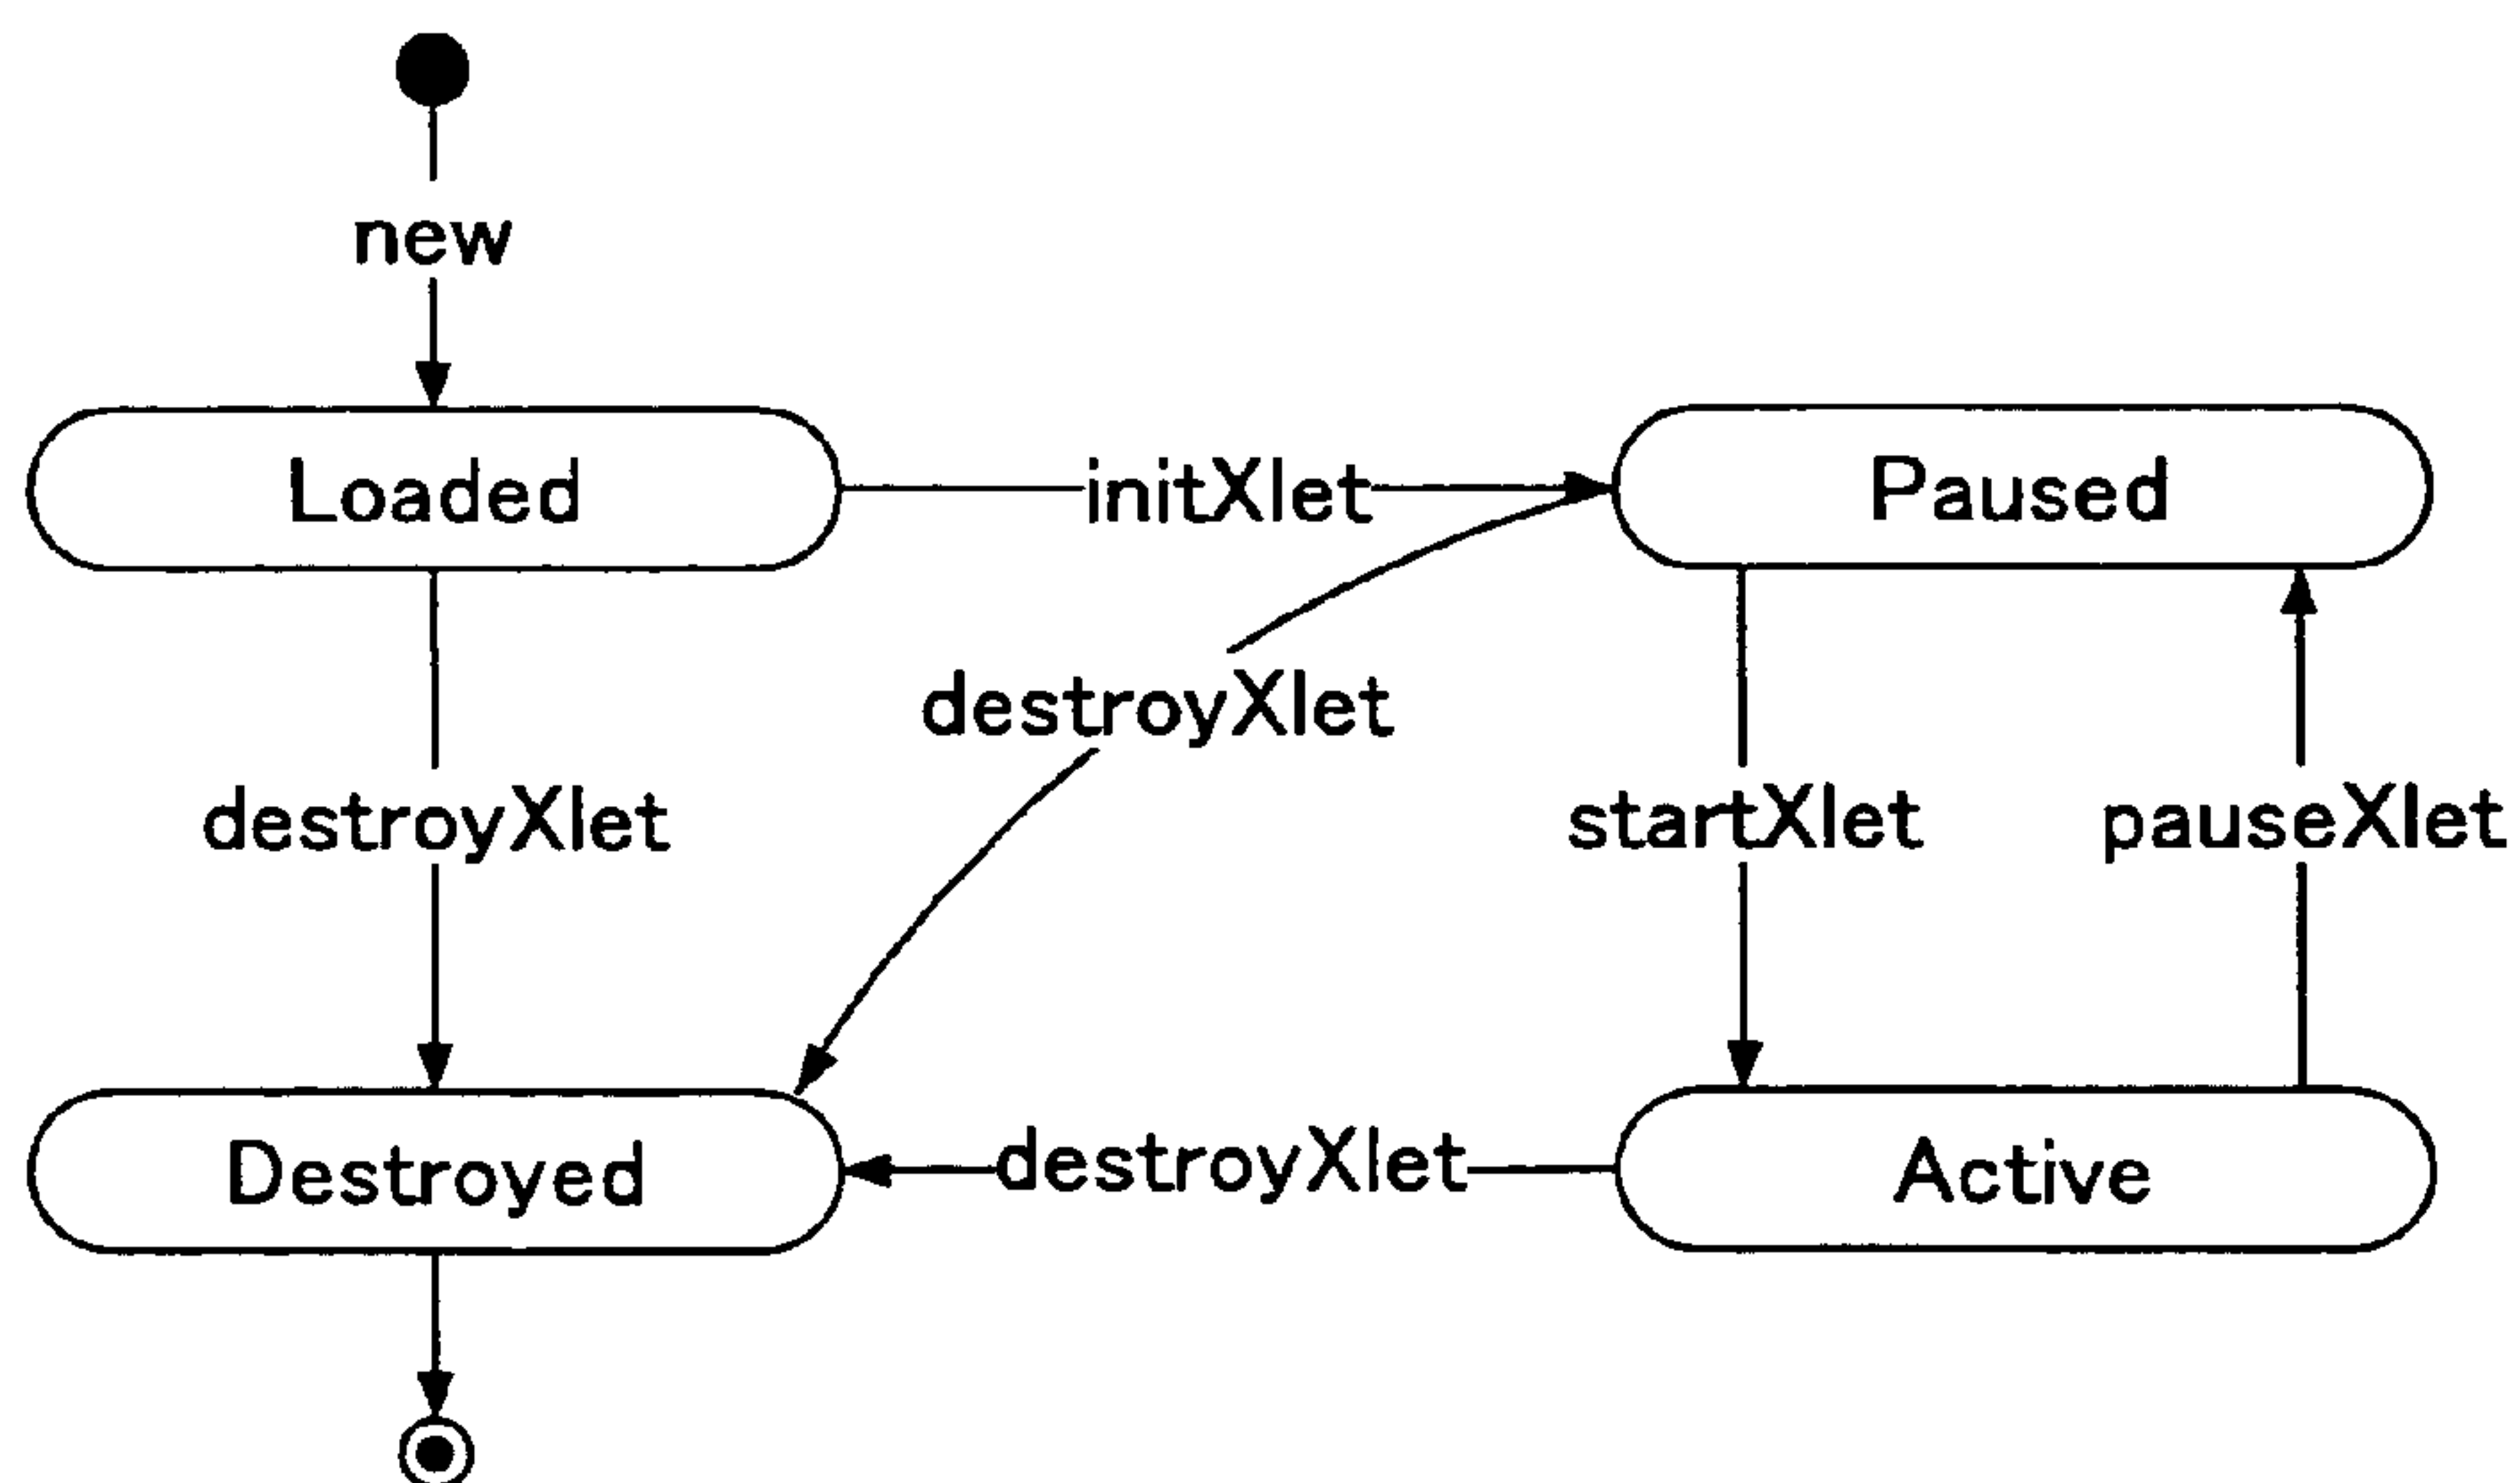 new
Loaded
initXlet
Paused
destroyXlet
destroyXlet
startXlet
pauseXlet
Destroyed
destroyXlet
Active